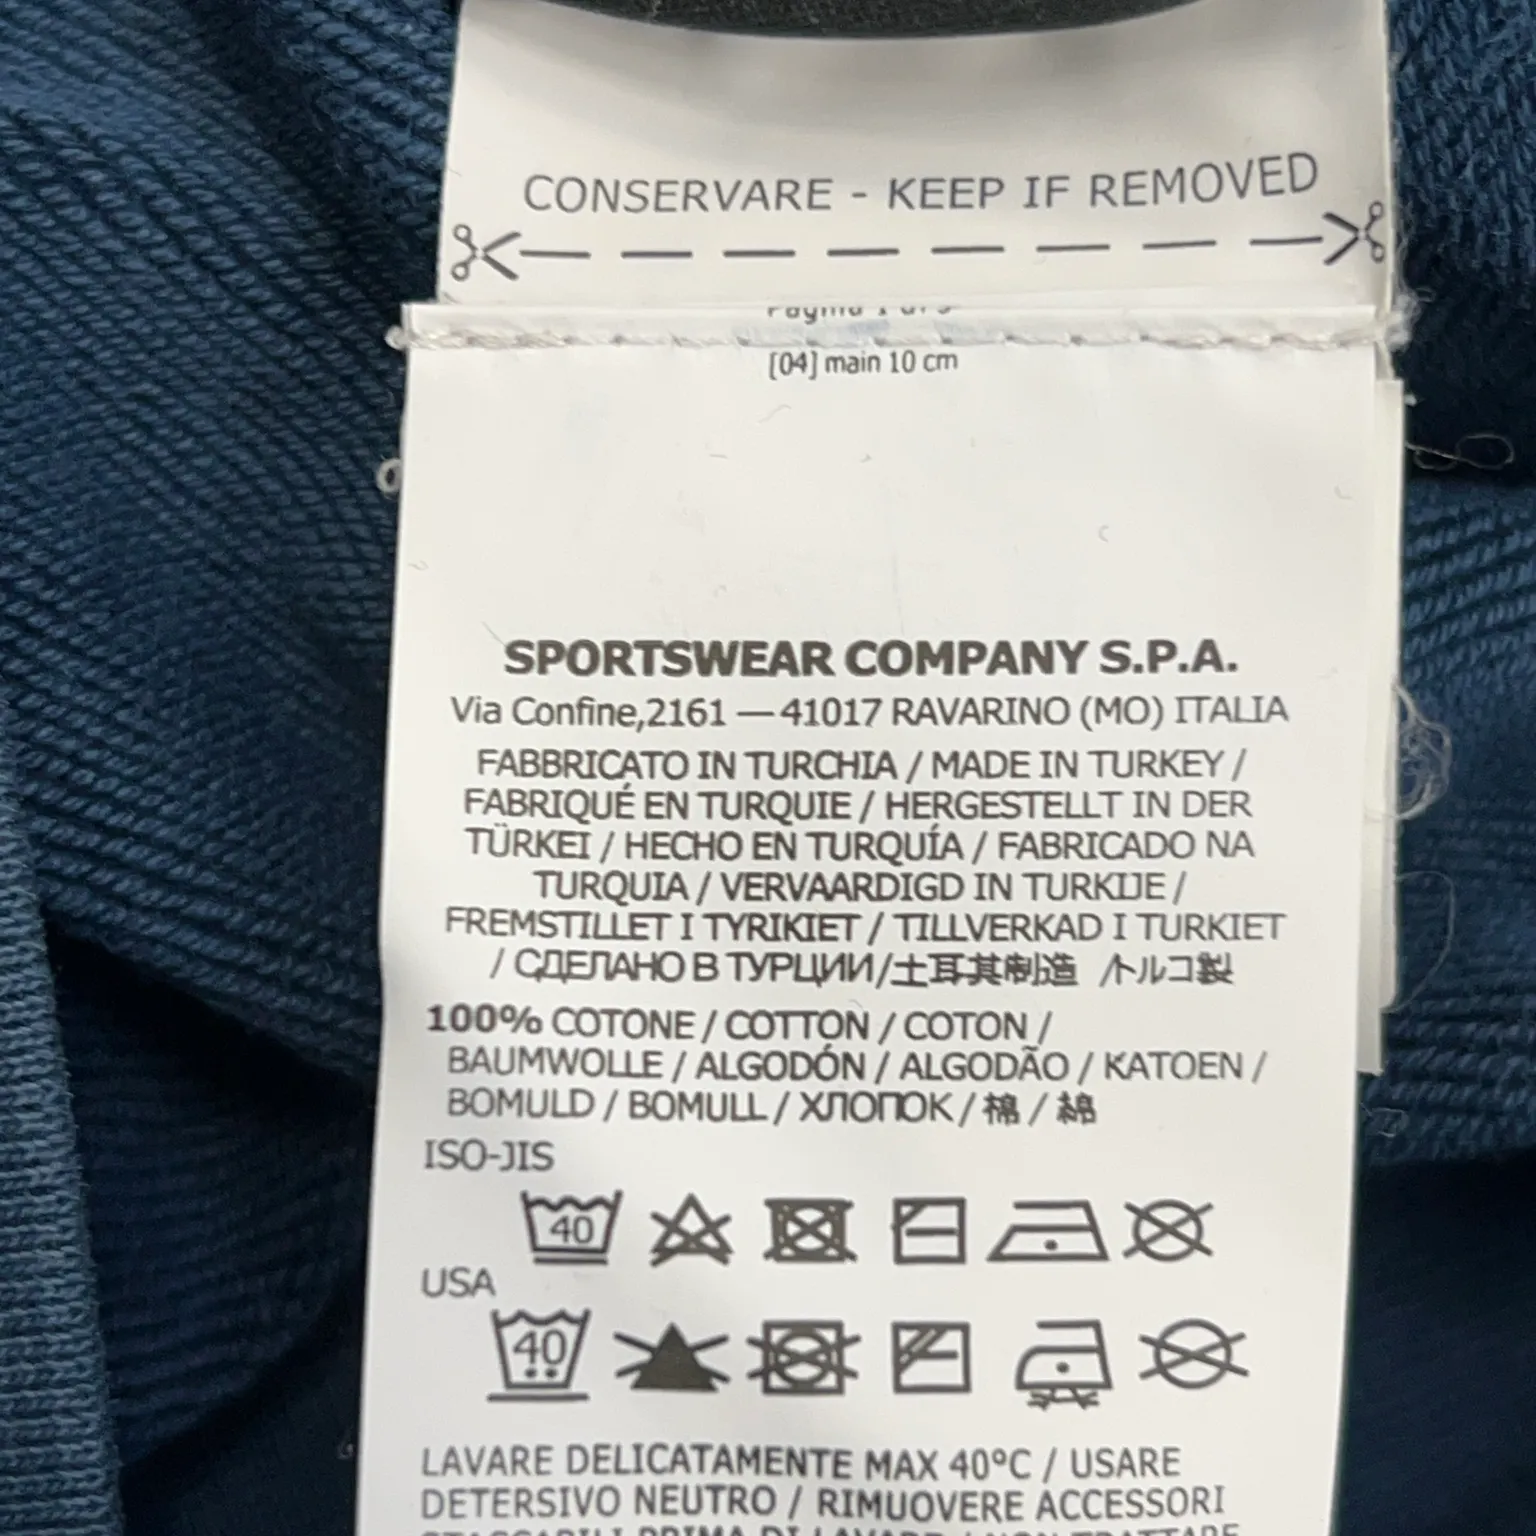 CONSERVARE - KEEP IF REMOVED
[04] main 10 cm
SPORTSWEAR COMPANY S.P.A.
Via Confine,2161 — 41017 RAVARINO (MO) ITALIA
FABBRICATO IN TURCHIA / MADE IN TURKEY /
FABRIQUÉ EN TURQUIE / HERGESTELLT IN DER
TÜRKEI / HECHO EN TURQUÍA / FABRICADO NA
TURQUIA / VERVAARDIGD IN TURKIJE /
FREMSTILLET I TYRIKIET / TILLVERKAD I TURKIET
/ СДЕЛАНО В ТУРЦИИ/土耳其制造 /トルコ製
100% COTONE / COTTON / COTON /
BAUMWOLLE / ALGODÓN / ALGODÃO / KATOEN /
BOMULD / BOMULL / ХЛОПОК / 棉 / 綿
ISO-JIS
40
USA
40
LAVARE DELICATAMENTE MAX 40°C / USARE
DETERSIVO NEUTRO / RIMUOVERE ACCESSORI